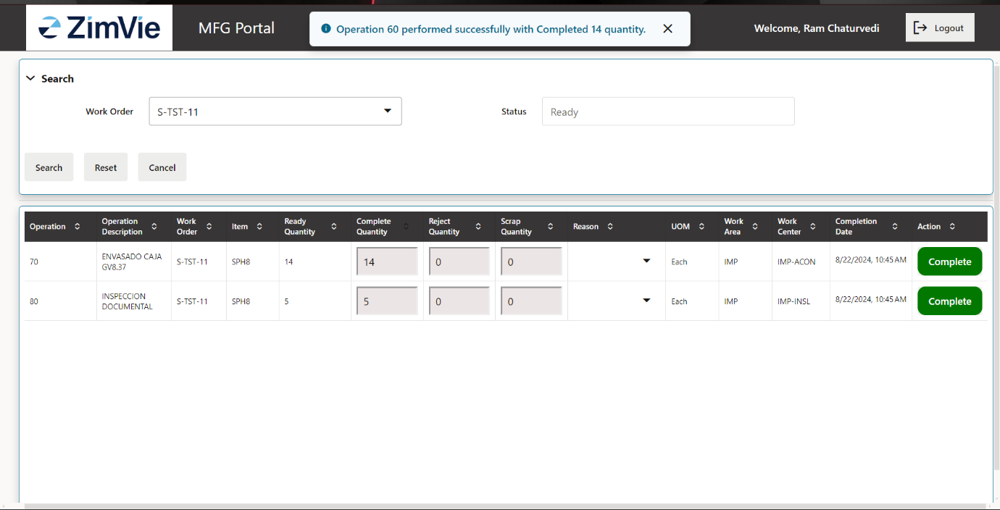 ZimVie
MFG Portal
Operation 60 performed successfully with Completed 14 quantity.
Welcome, Ram Chaturvedi
Logout
Search
Work Order
S-TST-11
Status
Ready
Search
Reset
Cancel
Operation
Operation
Description
Work
Order
Item
Ready
Quantity
Complete
Quantity
Reject
Quantity
Scrap
Quantity
Reason
UOM
Work
Area
Work
Center
Completion
Date
Action
70
ENVASADO CAJA
GV8.37
S-TST-11
SPH8
14
14
0
0
Each
IMP
IMP-ACON
8/22/2024, 10:45 AM
Complete
80
INSPECCION
DOCUMENTAL
S-TST-11
SPH8
5
5
0
0
Each
IMP
IMP-INSL
8/22/2024, 10:45 AM
Complete